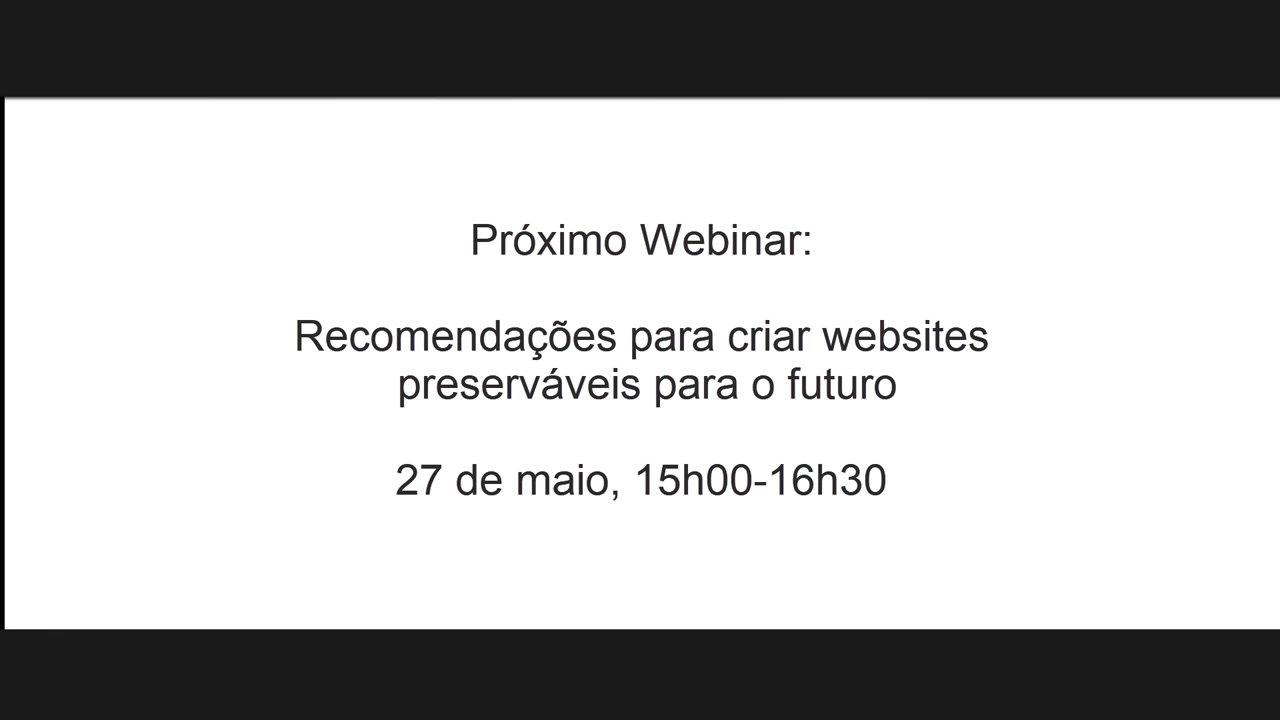 Próximo Webinar:
Recomendações para criar websites
preserváveis para o futuro
27 de maio, 15h00-16h30